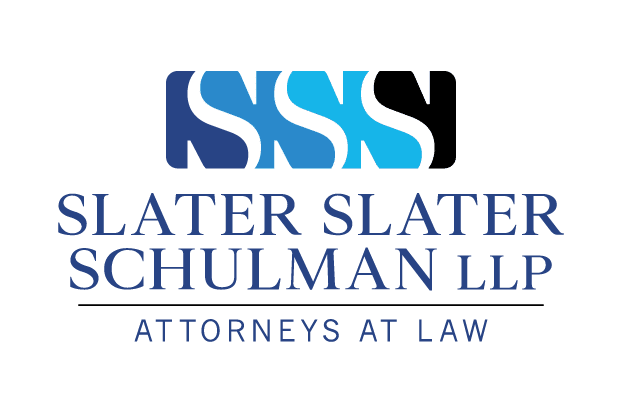 SSS
SLATER SLATER
SCHULMAN LLP
ATTORNEYS AT LAW